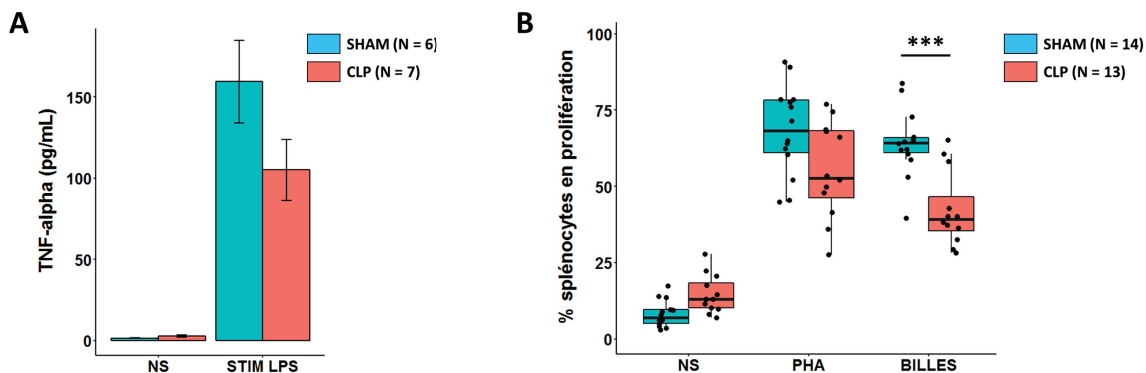 A
TNF-alpha (pg/mL)
150
100
50
0
NS
STIM LPS
SHAM (N = 6)
CLP (N = 7)
B
% splénocytes en prolifération
100
75
50
25
0
NS
PHA
BILLES
***
SHAM (N = 14)
CLP (N = 13)